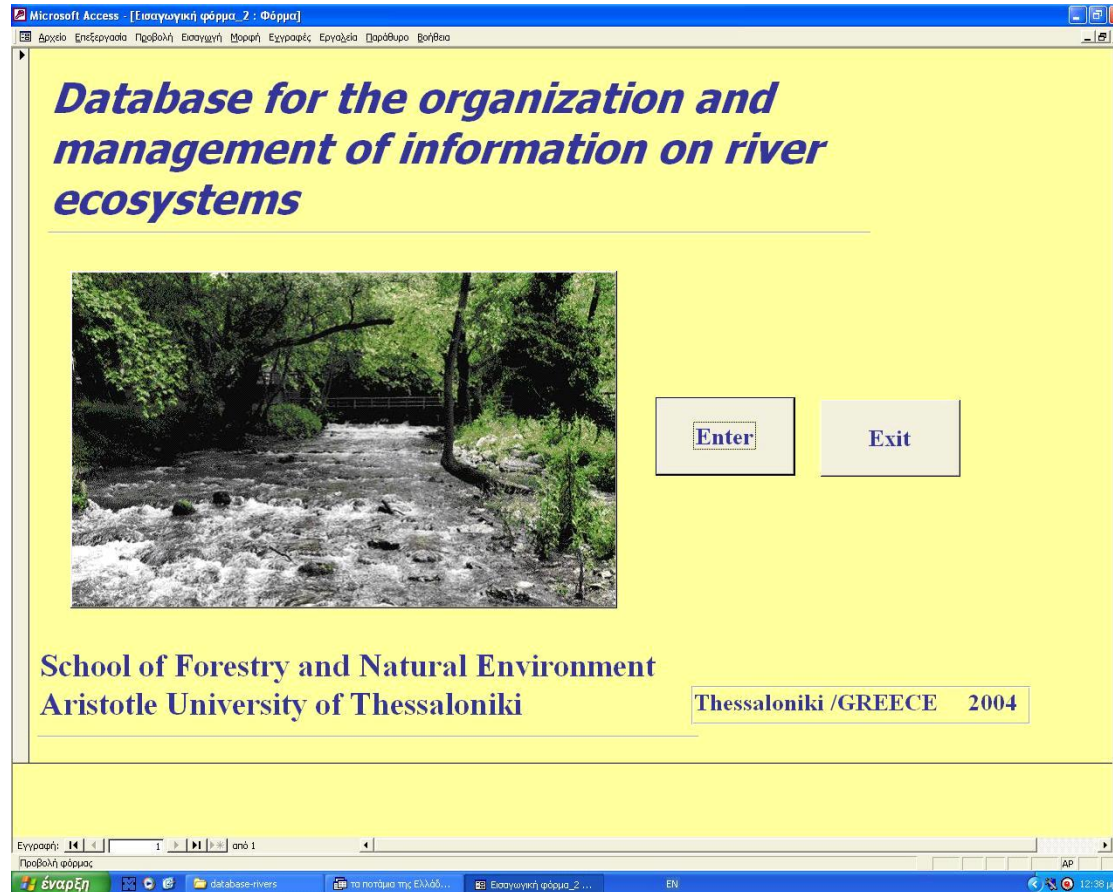 Microsoft Access - [Εισαγωγική φόρμα_2 : Φόρμα]
Αρχείο Επεξεργασία Προβολή Εισαγωγή Μορφή Εγγραφές Εργαλεία Παράθυρο Βοήθεια
Database for the organization and
management of information on river
ecosystems
Enter
Exit
School of Forestry and Natural Environment
Aristotle University of Thessaloniki
Thessaloniki /GREECE 2004
Εγγραφή: 1 από 1
Προβολή φόρμας
ΑΡ
έναρξη
database-rivers
τα ποτάμια της Ελλάδ...
Εισαγωγική φόρμα_2 ...
EN
12:38 μ